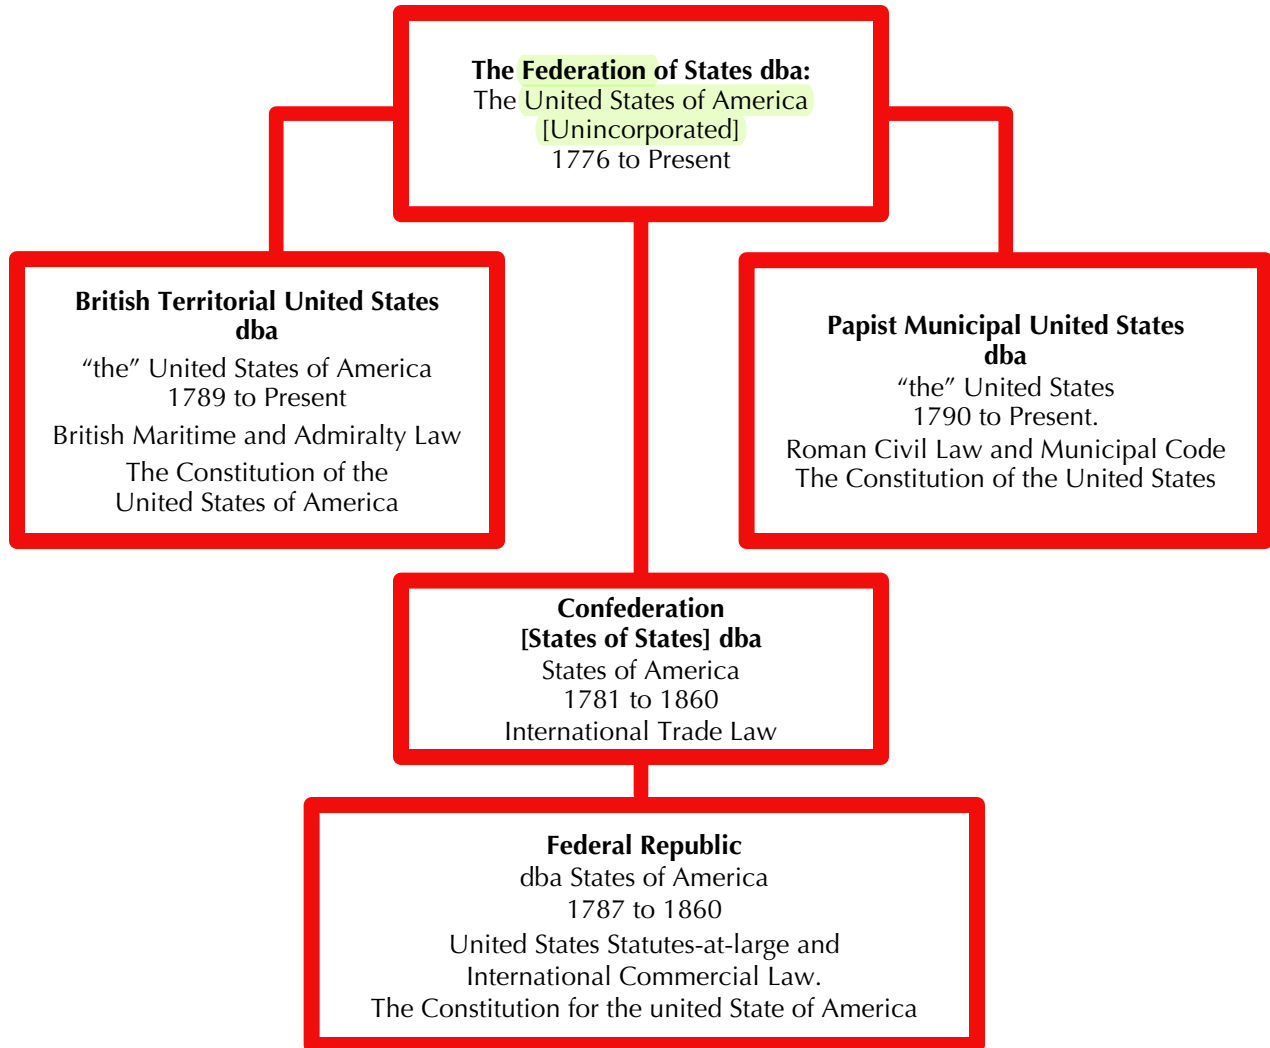 The Federation of States dba:
The United States of America
[Unincorporated]
1776 to Present
British Territorial United States
dba
“the” United States of America
1789 to Present
British Maritime and Admiralty Law
The Constitution of the
United States of America
Papist Municipal United States
dba
“the” United States
1790 to Present.
Roman Civil Law and Municipal Code
The Constitution of the United States
Confederation
[States of States] dba
States of America
1781 to 1860
International Trade Law
Federal Republic
dba States of America
1787 to 1860
United States Statutes-at-large and
International Commercial Law.
The Constitution for the united State of America